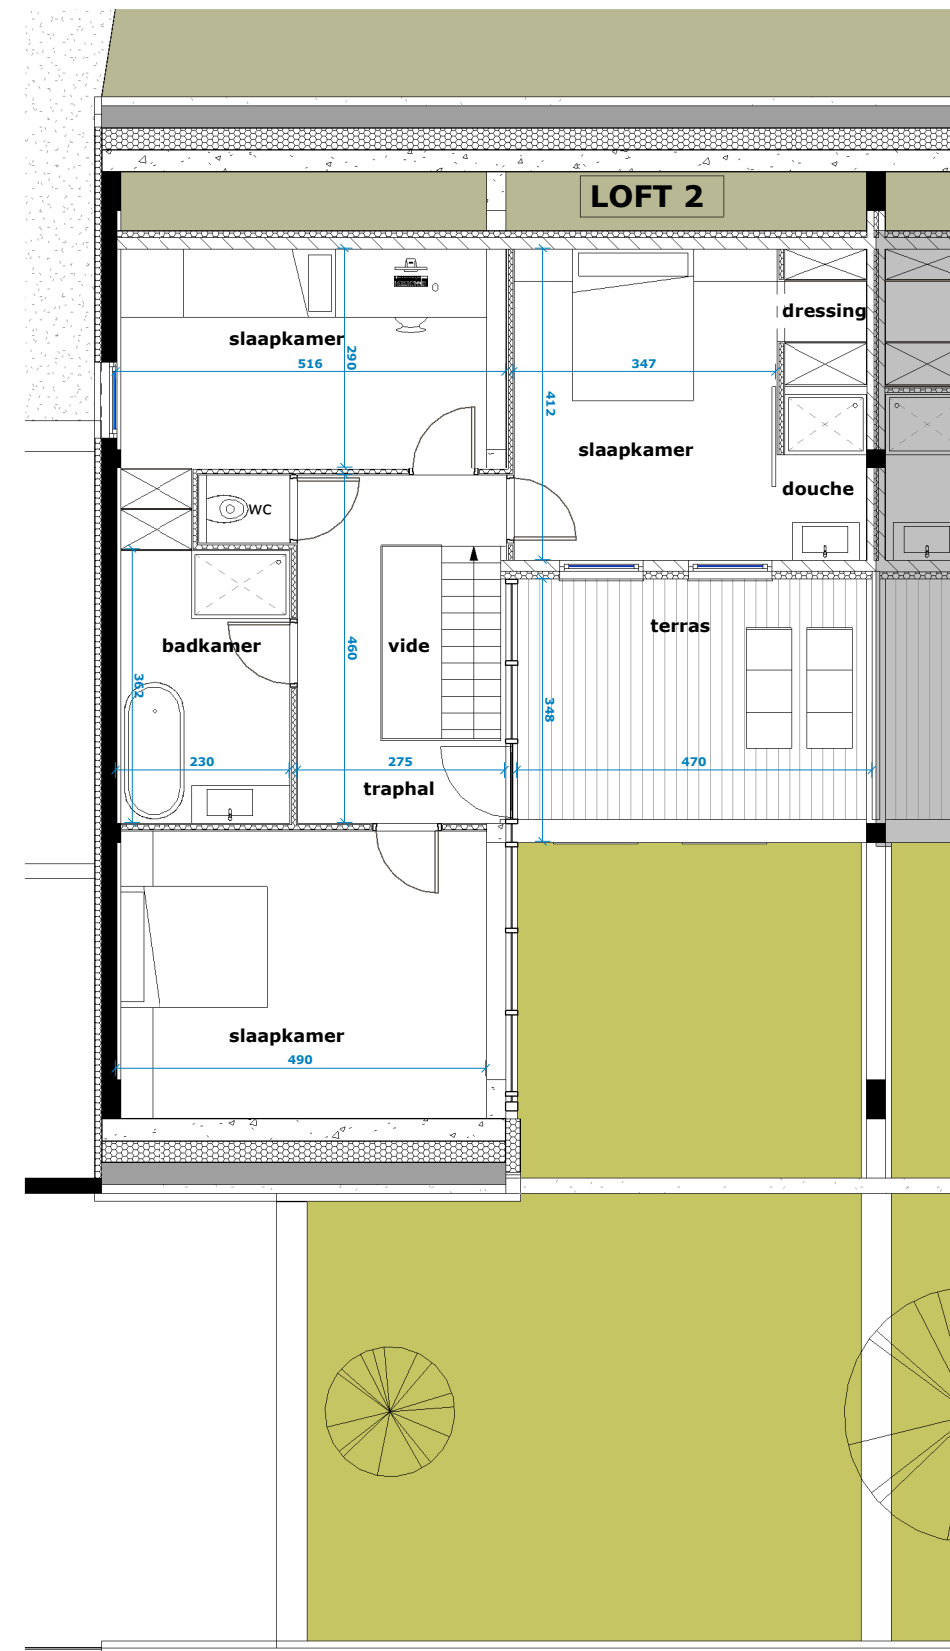 LOFT 2
dressing
slaapkamer
290
516
347
412
slaapkamer
douche
WC
terras
badkamer
vide
460
362
348
230
275
470
traphal
slaapkamer
490